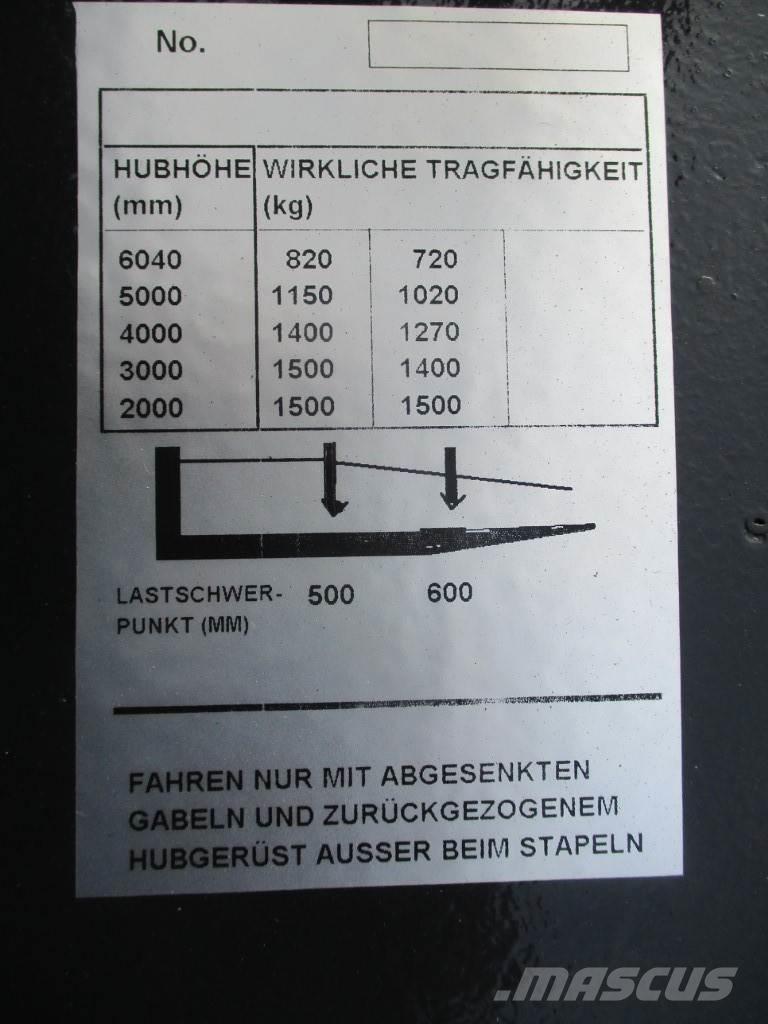 No.
HUBHÖHE WIRKLICHE TRAGFÄHIGKEIT
(mm) (kg)
6040 820 720
5000 1150 1020
4000 1400 1270
3000 1500 1400
2000 1500 1500
LASTSCHWER- 500 600
PUNKT (MM)
FAHREN NUR MIT ABGESENKTEN
GABELN UND ZURÜCKGEZOGENEM
HUBGERÜST AUSSER BEIM STAPELN
MASCUS